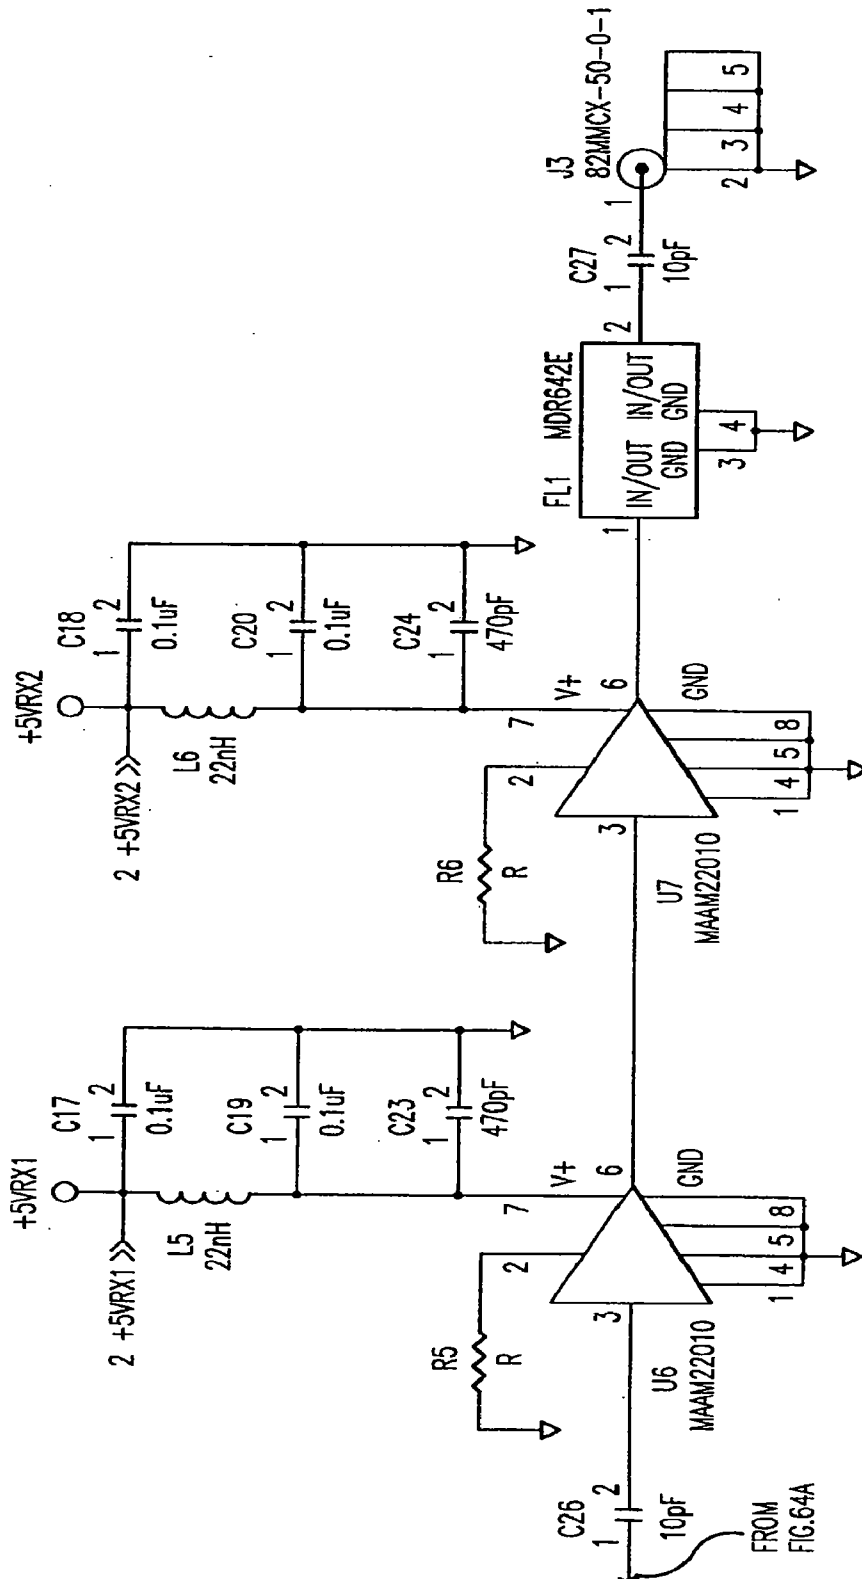 +5VRX1
2 +5VRX1
C17
1 2
0.1uF
L5
22nH
C19
1 2
0.1uF
C23
1 2
470pF
R5
R
2
7
V+
3
6
GND
1 4 5 8
U6
MAAM22010
C26
1 2
10pF
FROM
FIG.64A
+5VRX2
2 +5VRX2
C18
1 2
0.1uF
L6
22nH
C20
1 2
0.1uF
C24
1 2
470pF
R6
R
2
7
V+
3
6
GND
1 4 5 8
U7
MAAM22010
FL1 MDR642E
1
IN/OUT IN/OUT
GND GND
2
3 4
C27
1 2
10pF
J3
82MMCX-50-0-1
1
2 3 4 5